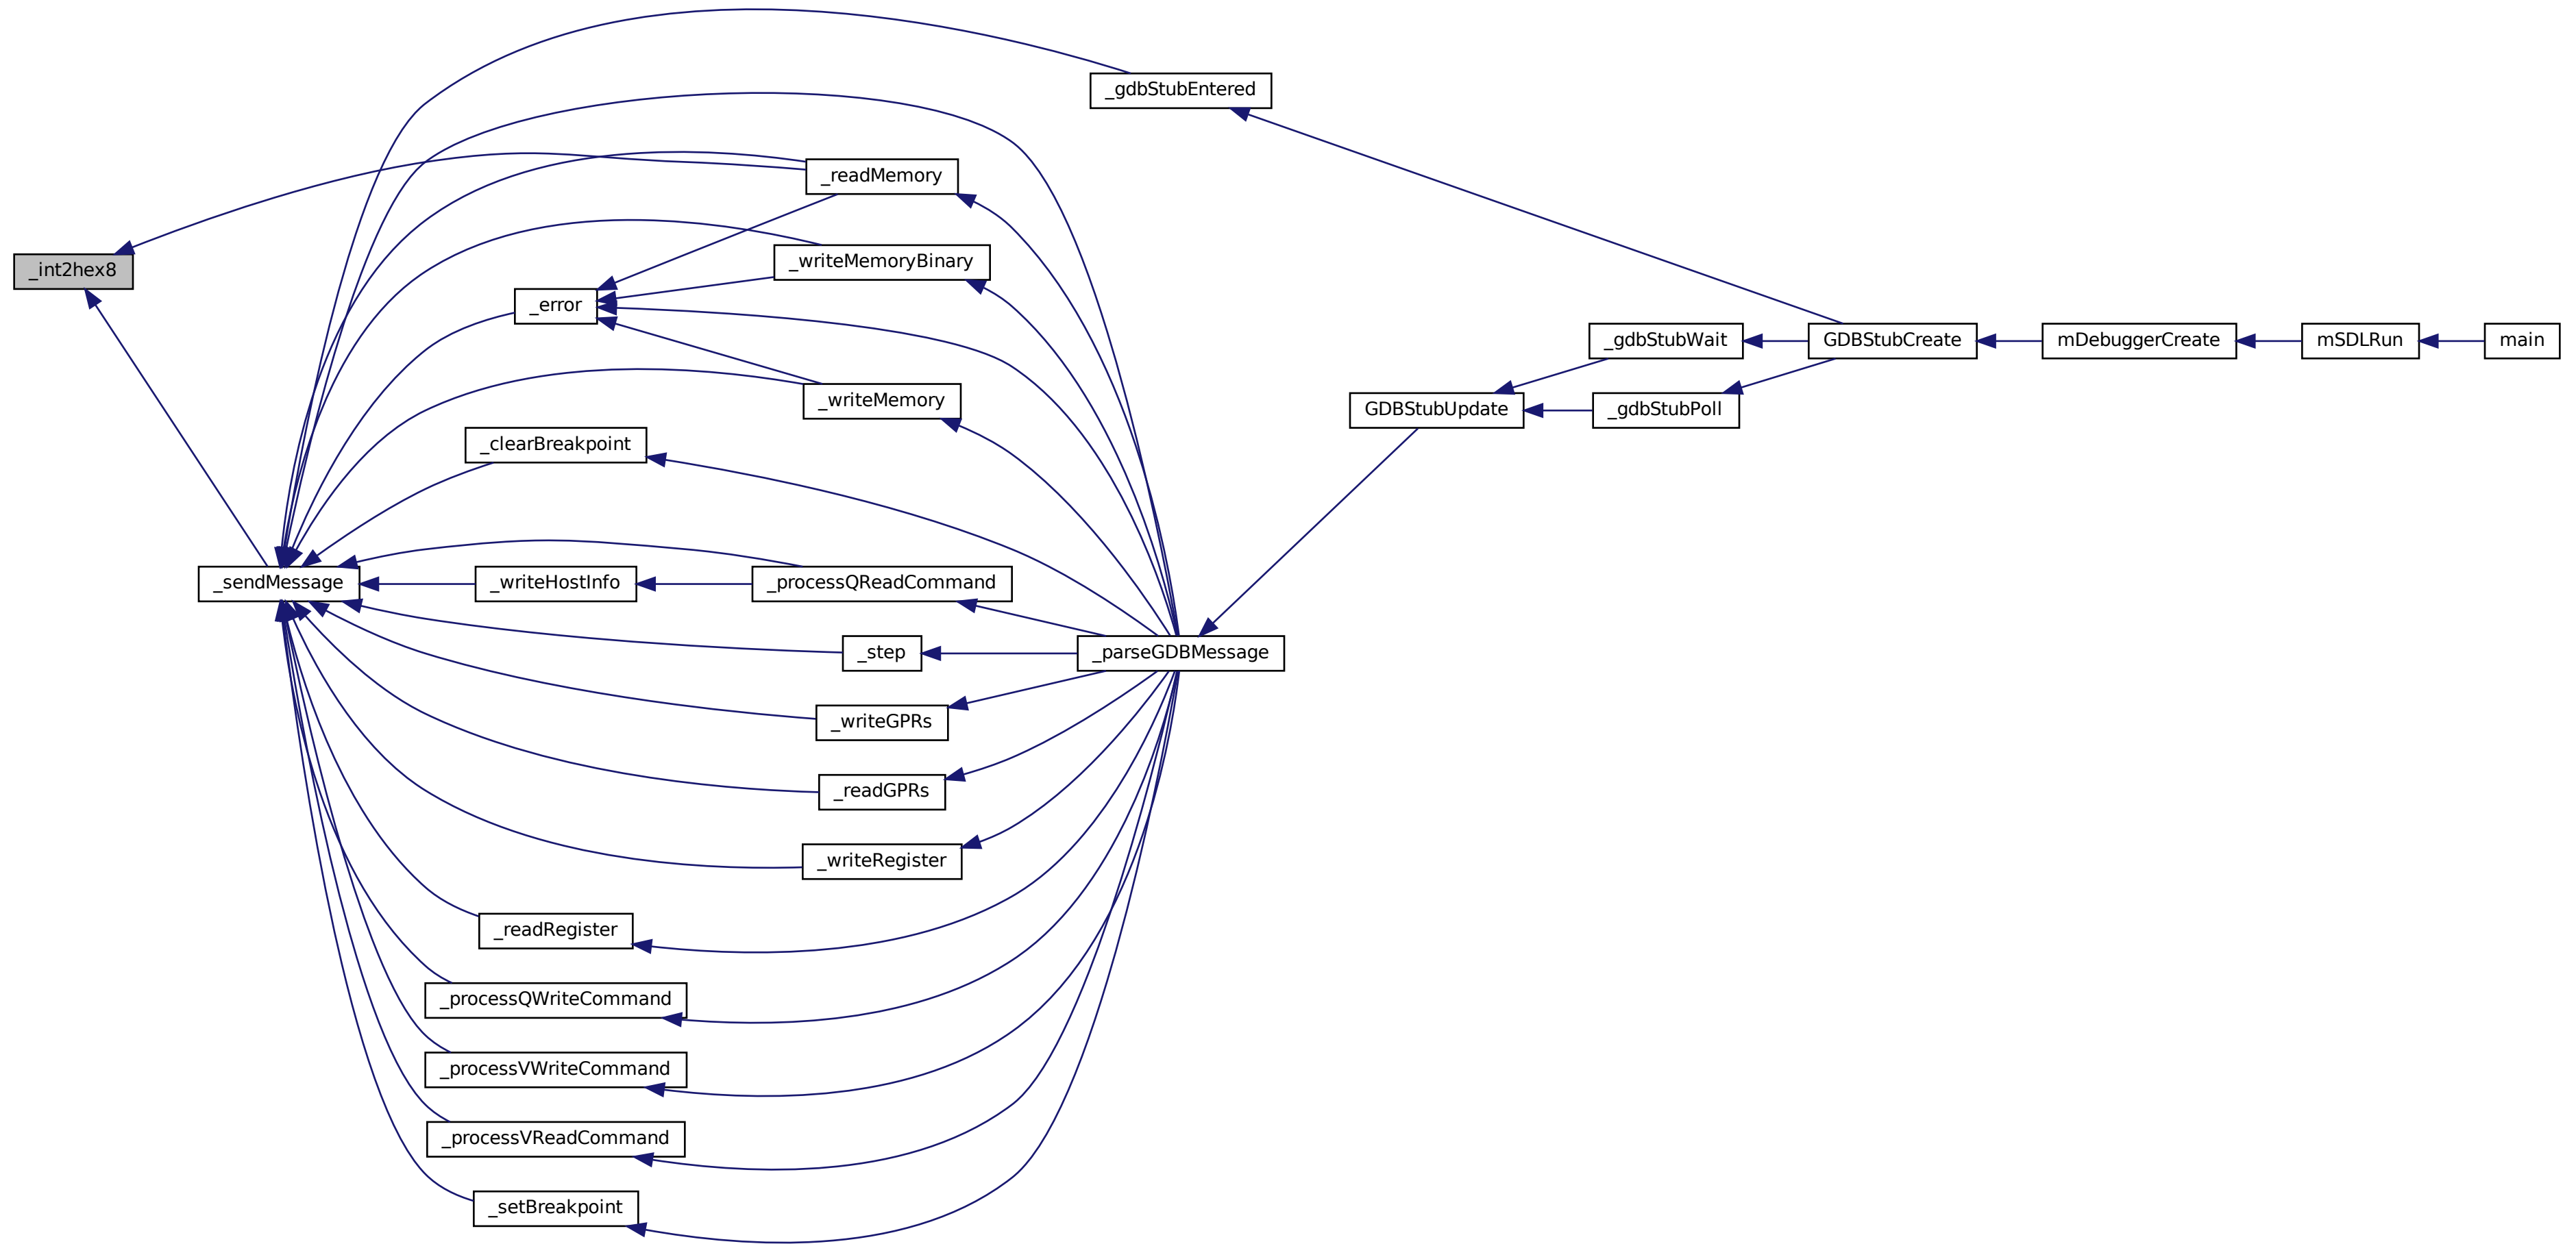 _gdbStubEntered
_readMemory
_int2hex8
_writeMemoryBinary
_error
_gdbStubWait
GDBStubCreate
mDebuggerCreate
mSDLRun
main
_writeMemory
GDBStubUpdate
_gdbStubPoll
_clearBreakpoint
_sendMessage
_writeHostInfo
_processQReadCommand
_step
_parseGDBMessage
_writeGPRs
_readGPRs
_writeRegister
_readRegister
_processQWriteCommand
_processVWriteCommand
_processVReadCommand
_setBreakpoint